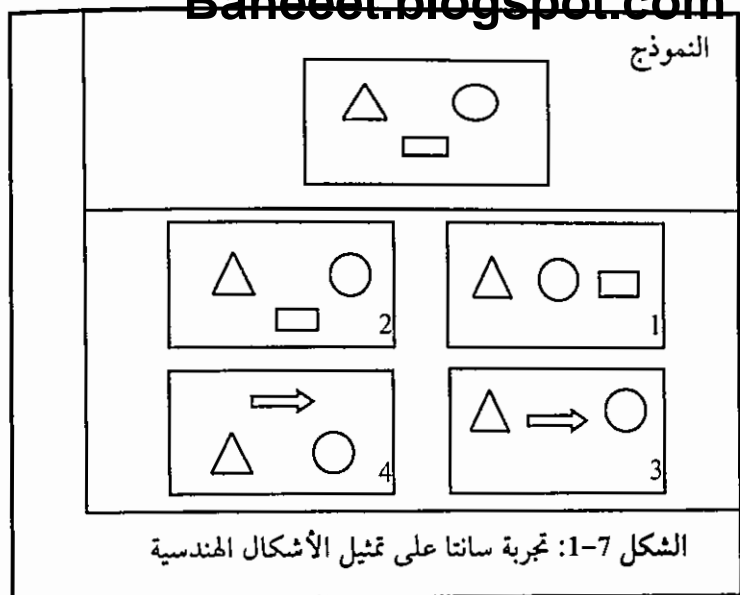 Baheeet.blogspot.com
النموذج
2
1
4
3
الشكل 7-1: تجربة سانتا على تمثيل الأشكال الهندسية